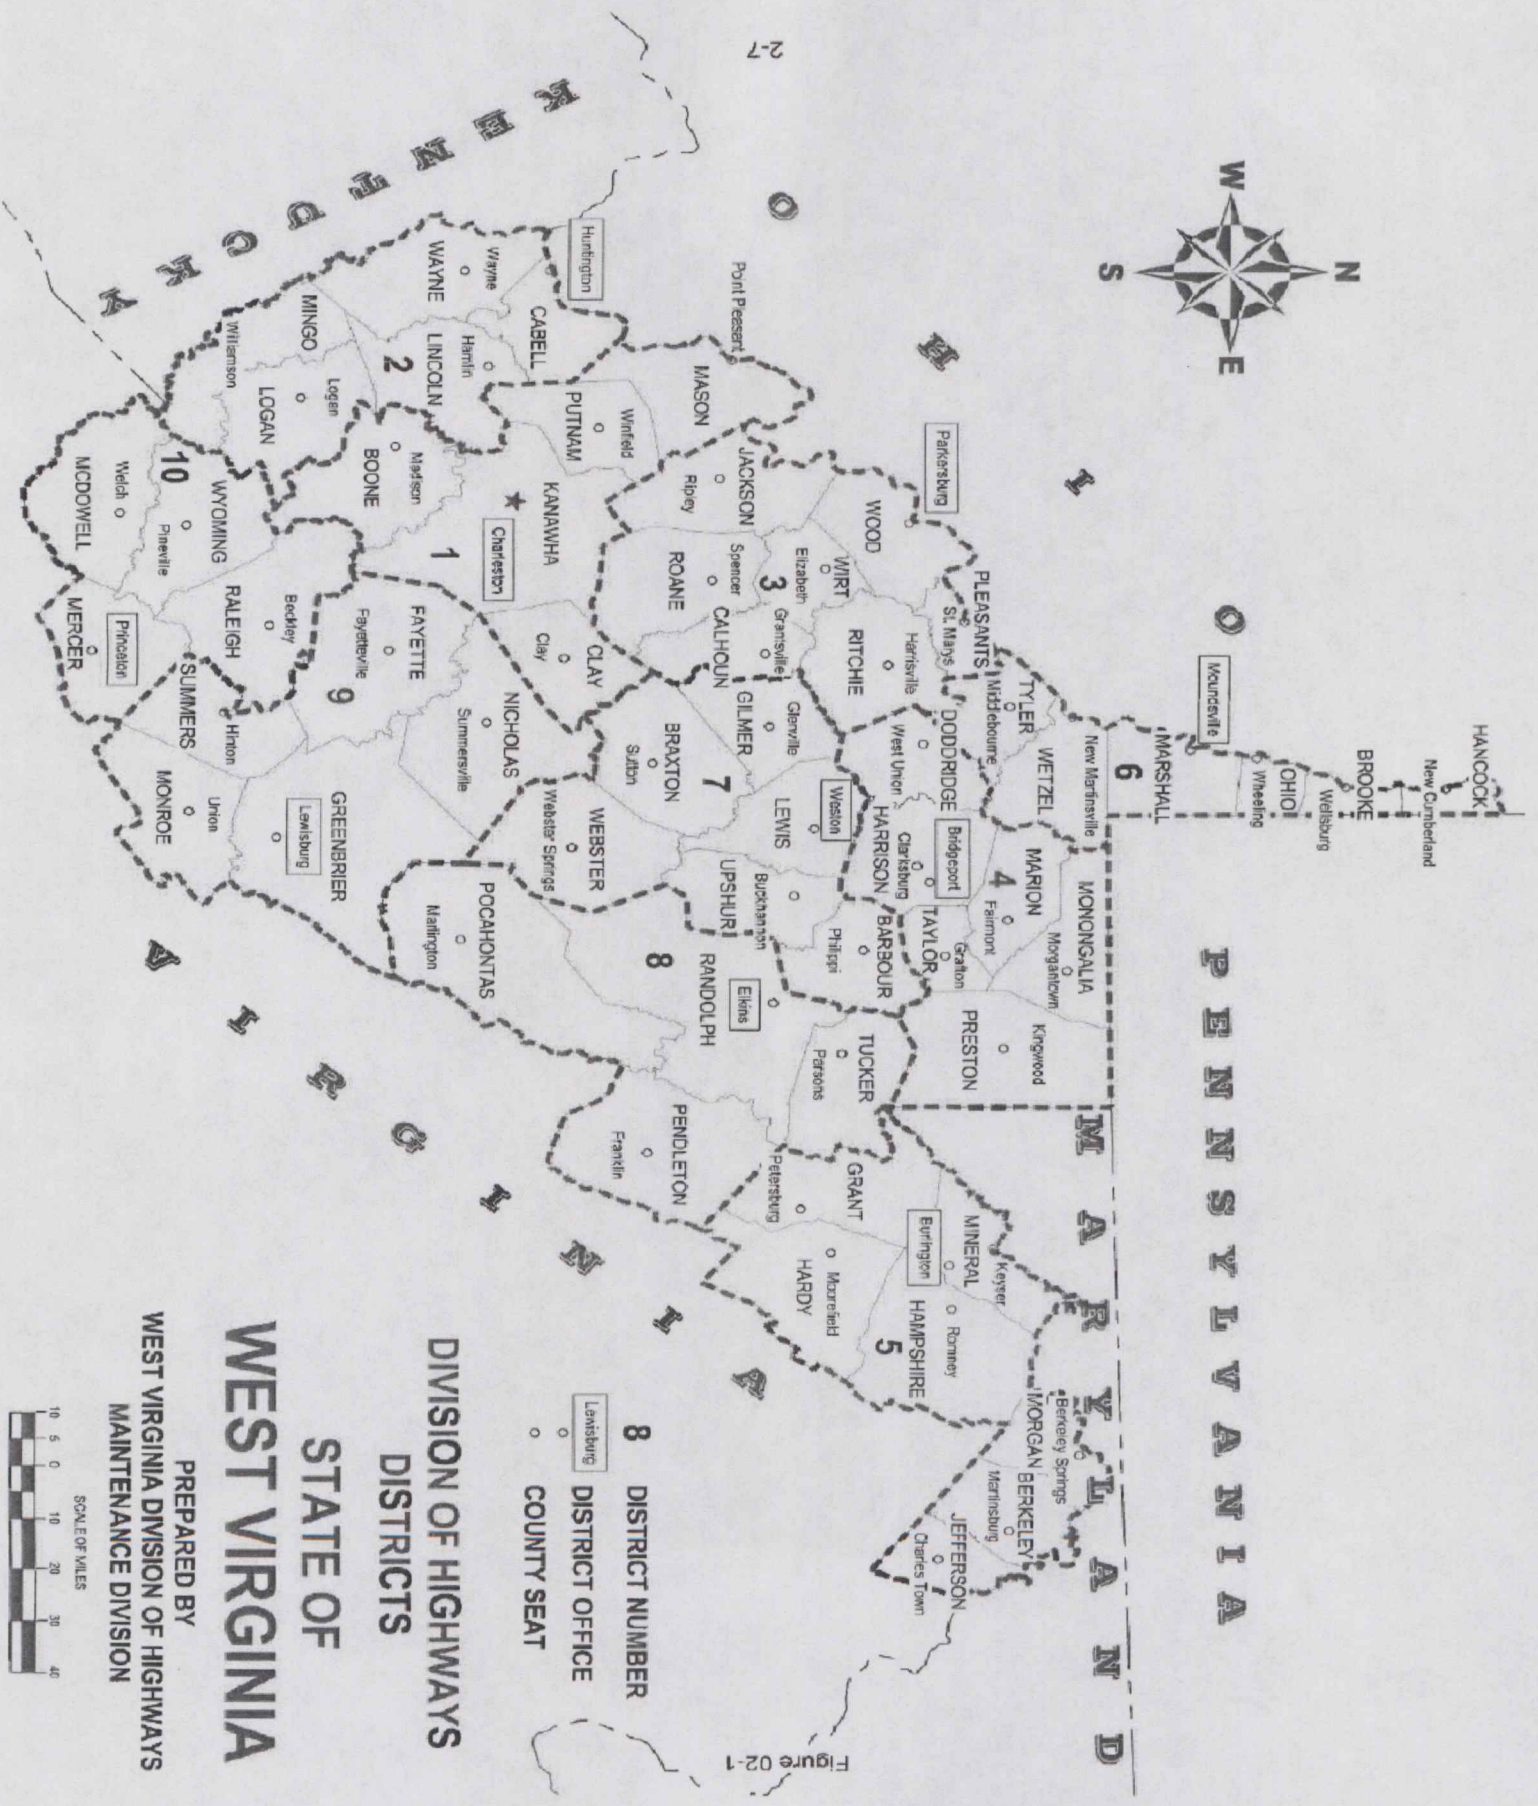 2-7
Figure 02-1
N
W
E
S
PENNSYLVANIA
OHIO
MARYLAND
KENTUCKY
VIRGINIA
HANCOCK
New Cumberland
BROOKE
Wellsburg
OHIO
Wheeling
Moundsville
MARSHALL
6
New Martinsville
WETZEL
TYLER
Middlebourne
PLEASANTS
St. Marys
MONONGALIA
Morgantown
MARION
Fairmont
4
Kingwood
PRESTON
Grafton
TAYLOR
Bridgeport
Clarksburg
HARRISON
DODDRIDGE
West Union
Harrisville
RITCHIE
Parkersburg
WOOD
WIRT
Elizabeth
3
Grantsville
CALHOUN
Spencer
ROANE
JACKSON
Ripley
Point Pleasant
MASON
Winfield
PUTNAM
Huntington
CABELL
Wayne
WAYNE
Hamlin
LINCOLN
2
MINGO
Williamson
Logan
LOGAN
Madison
BOONE
KANAWHA
Charleston
1
CLAY
Clay
Glenville
GILMER
7
BRAXTON
Sutton
Weston
LEWIS
Buckhannon
UPSHUR
BARBOUR
Philippi
Elkins
RANDOLPH
8
TUCKER
Parsons
WEBSTER
Webster Springs
NICHOLAS
Summersville
FAYETTE
Fayetteville
9
Beckley
RALEIGH
WYOMING
Pineville
10
Welch
MCDOWELL
Princeton
MERCER
SUMMERS
Hinton
Union
MONROE
Lewisburg
GREENBRIER
POCAHONTAS
Marlington
PENDLETON
Franklin
GRANT
Petersburg
HARDY
Moorefield
MINERAL
Keyser
Burlington
HAMPSHIRE
Romney
5
MORGAN
Berkeley Springs
BERKELEY
Martinsburg
JEFFERSON
Charles Town
8 DISTRICT NUMBER
Lewisburg DISTRICT OFFICE
COUNTY SEAT
DIVISION OF HIGHWAYS
DISTRICTS
STATE OF
WEST VIRGINIA
PREPARED BY
WEST VIRGINIA DIVISION OF HIGHWAYS
MAINTENANCE DIVISION
SCALE OF MILES
10 5 0 10 20 30 40